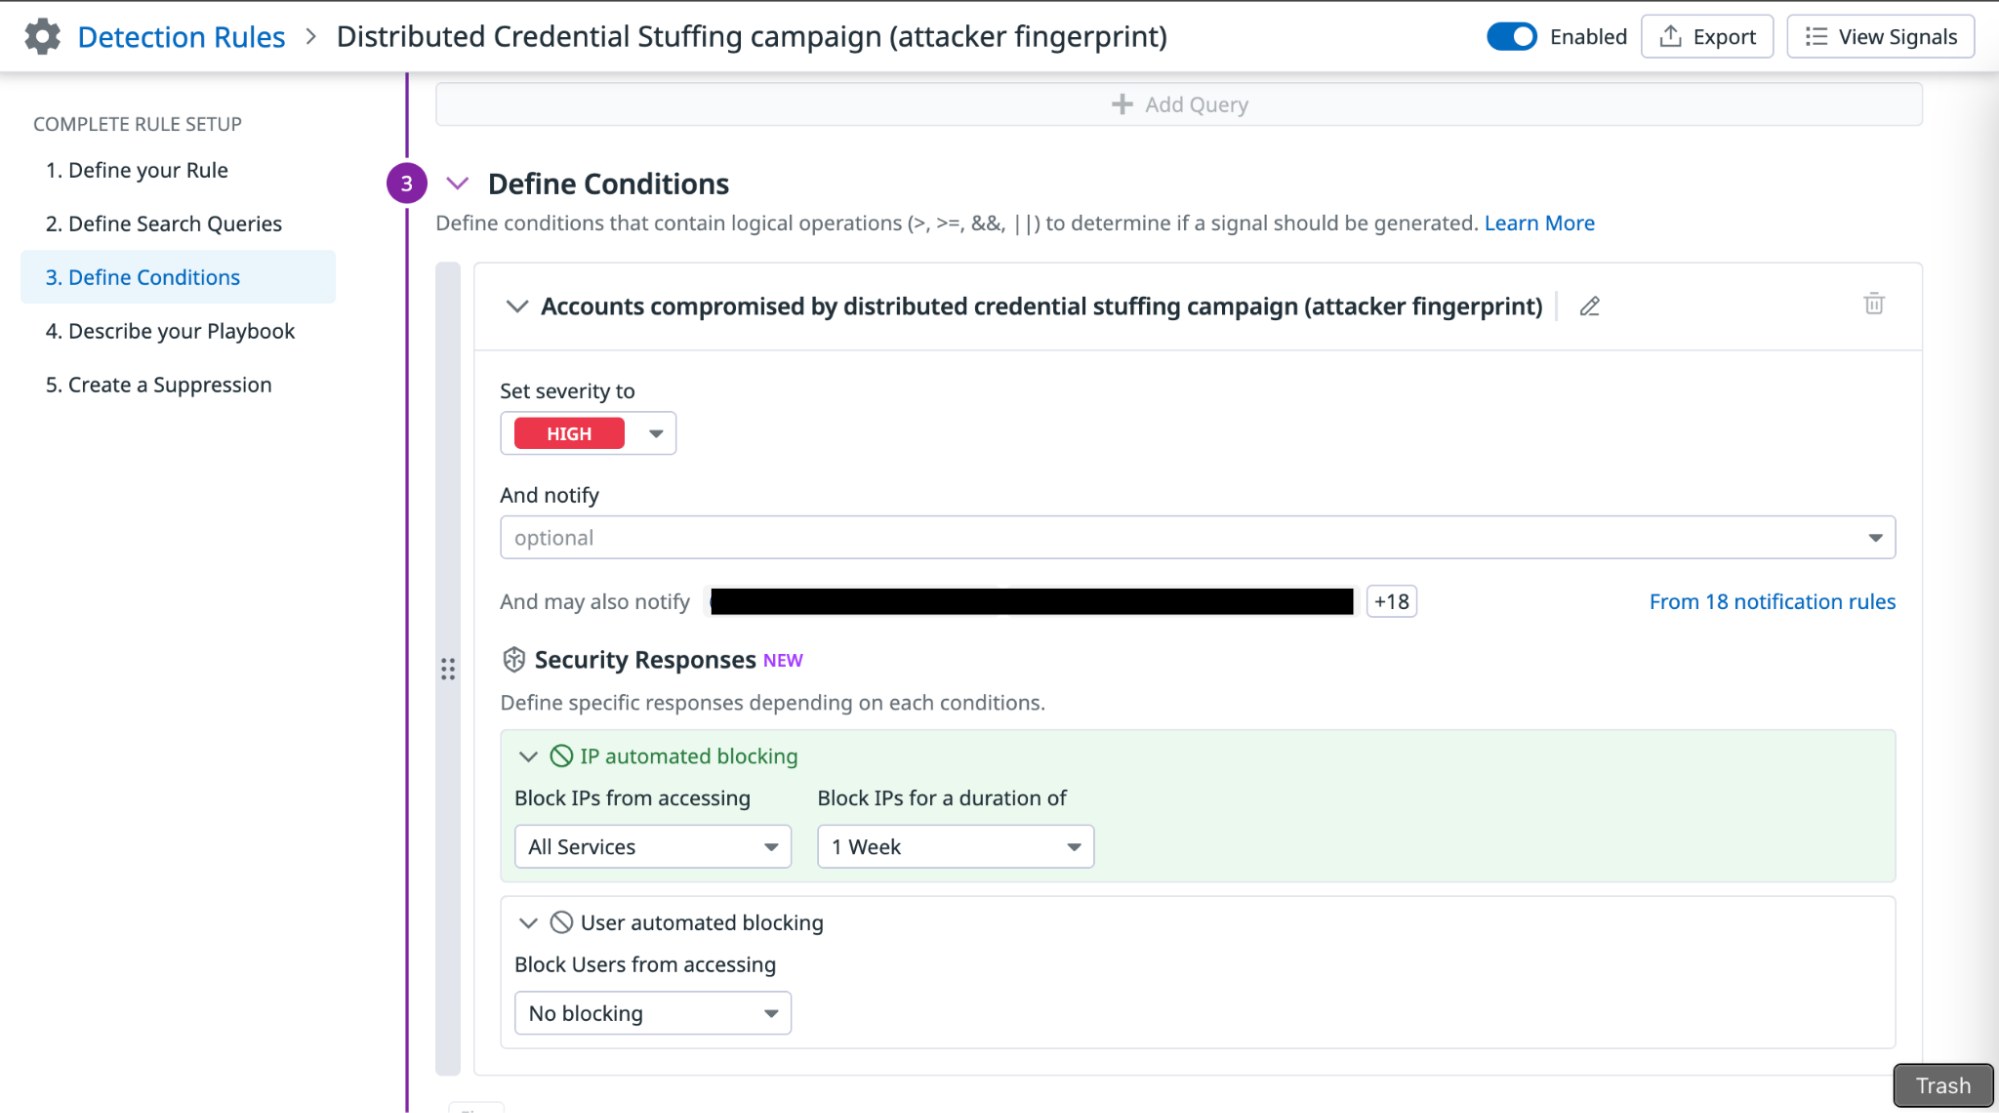 Detection Rules > Distributed Credential Stuffing campaign (attacker fingerprint)
Enabled
Export
View Signals
COMPLETE RULE SETUP
1. Define your Rule
2. Define Search Queries
3. Define Conditions
4. Describe your Playbook
5. Create a Suppression
+ Add Query
3 Define Conditions
Define conditions that contain logical operations (>, >=, &&, ||) to determine if a signal should be generated. Learn More
Accounts compromised by distributed credential stuffing campaign (attacker fingerprint)
Set severity to
HIGH
And notify
optional
And may also notify +18 From 18 notification rules
Security Responses NEW
Define specific responses depending on each conditions.
IP automated blocking
Block IPs from accessing Block IPs for a duration of
All Services 1 Week
User automated blocking
Block Users from accessing
No blocking
Trash